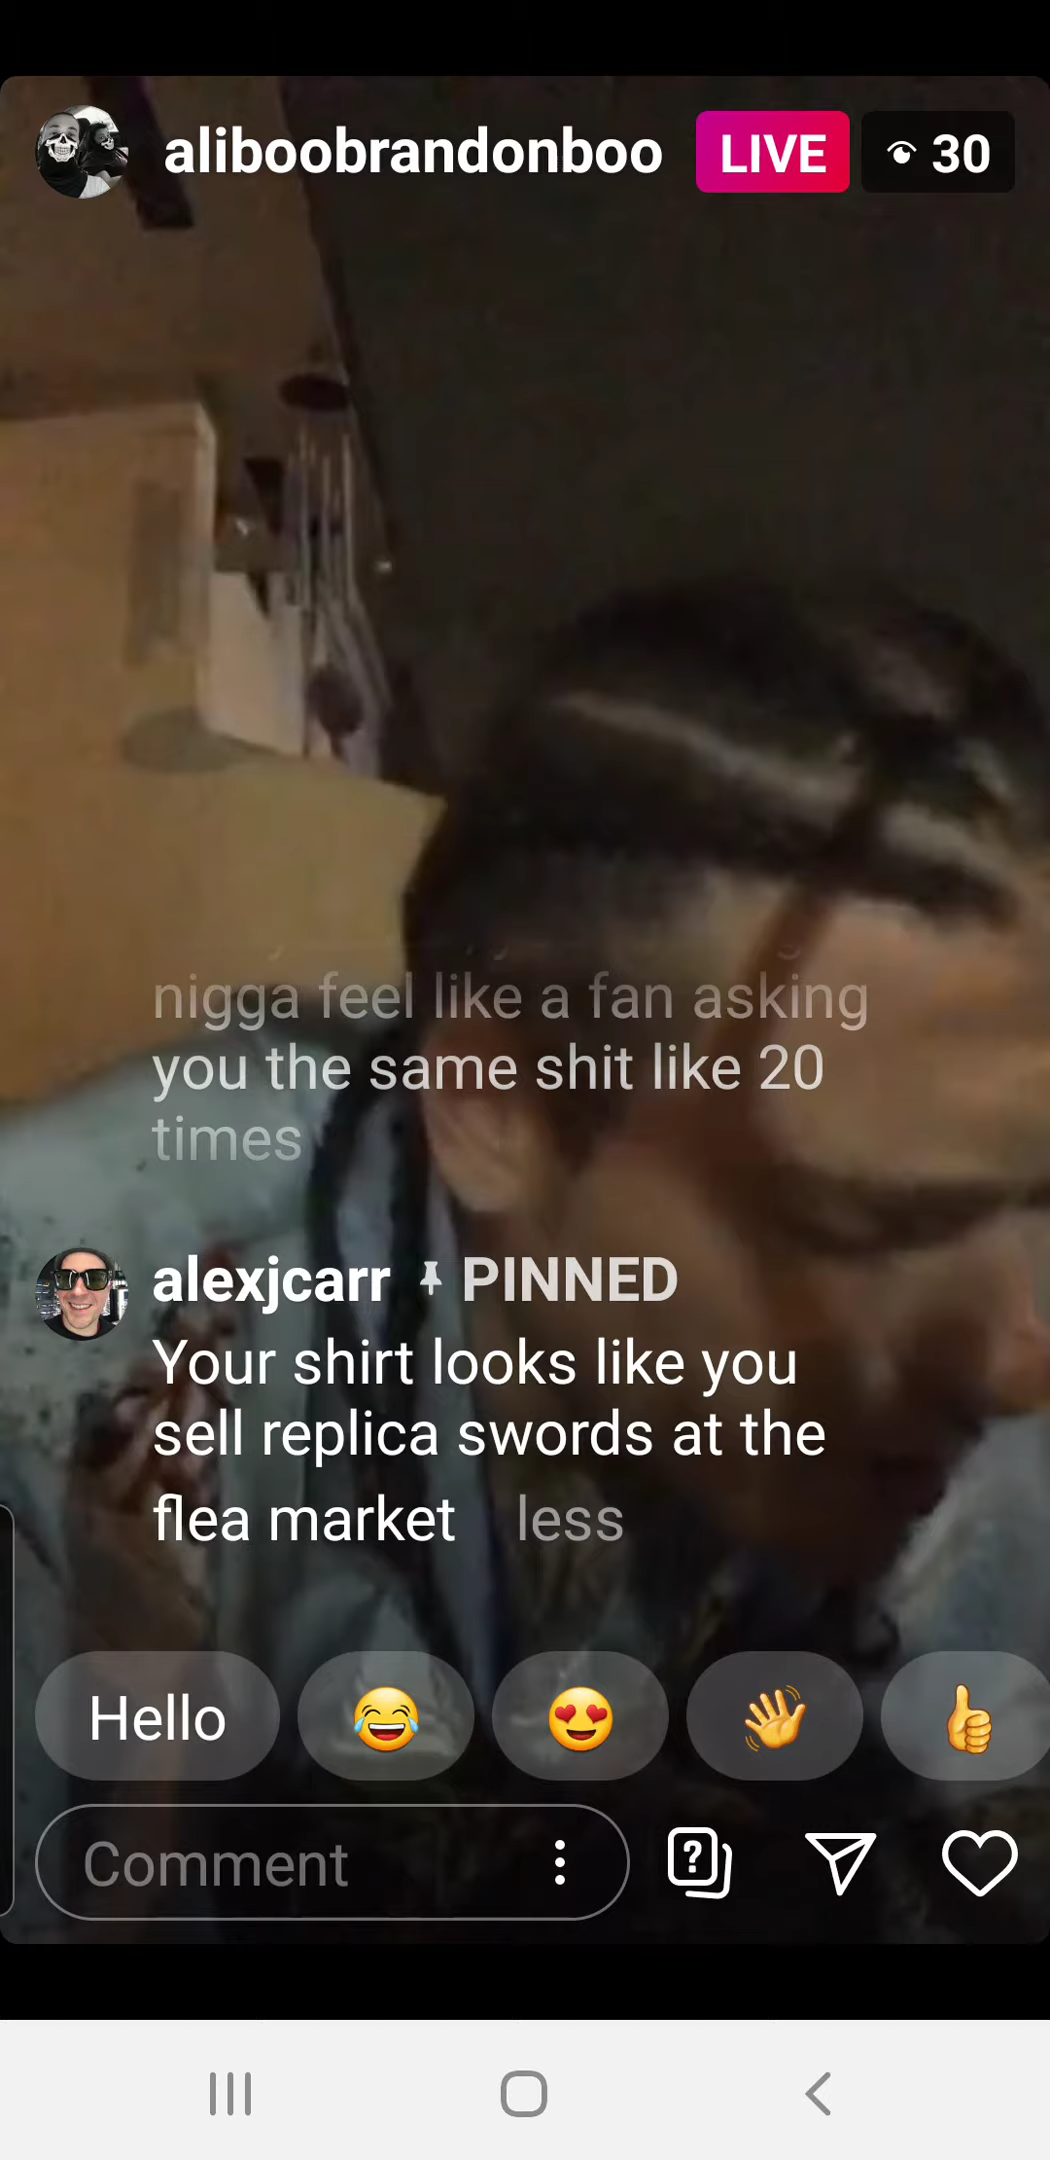 aliboobrandonboo LIVE 30
nigga feel like a fan asking
you the same shit like 20
times
alexjcarr PINNED
Your shirt looks like you
sell replica swords at the
flea market less
Hello
Comment